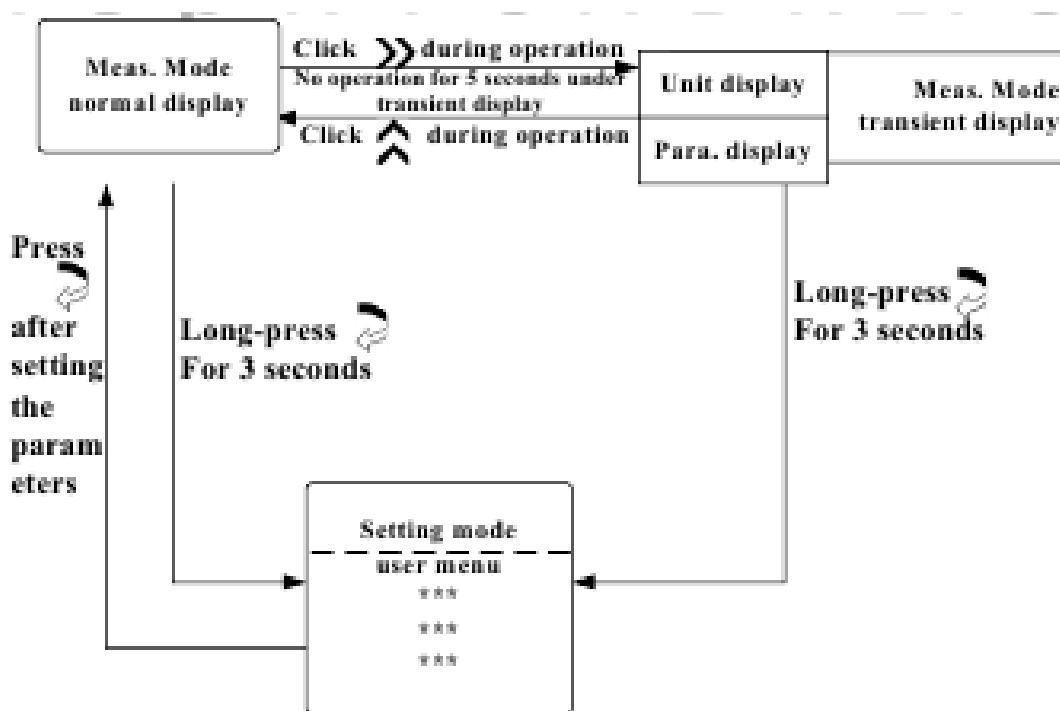 Meas. Mode
normal display
Click during operation
No operation for 5 seconds under
transient display
Click during operation
Unit display
Para. display
Meas. Mode
transient display
Press
after
setting
the
param
eters
Long-press
For 3 seconds
Long-press
For 3 seconds
Setting mode
user menu
***
***
***